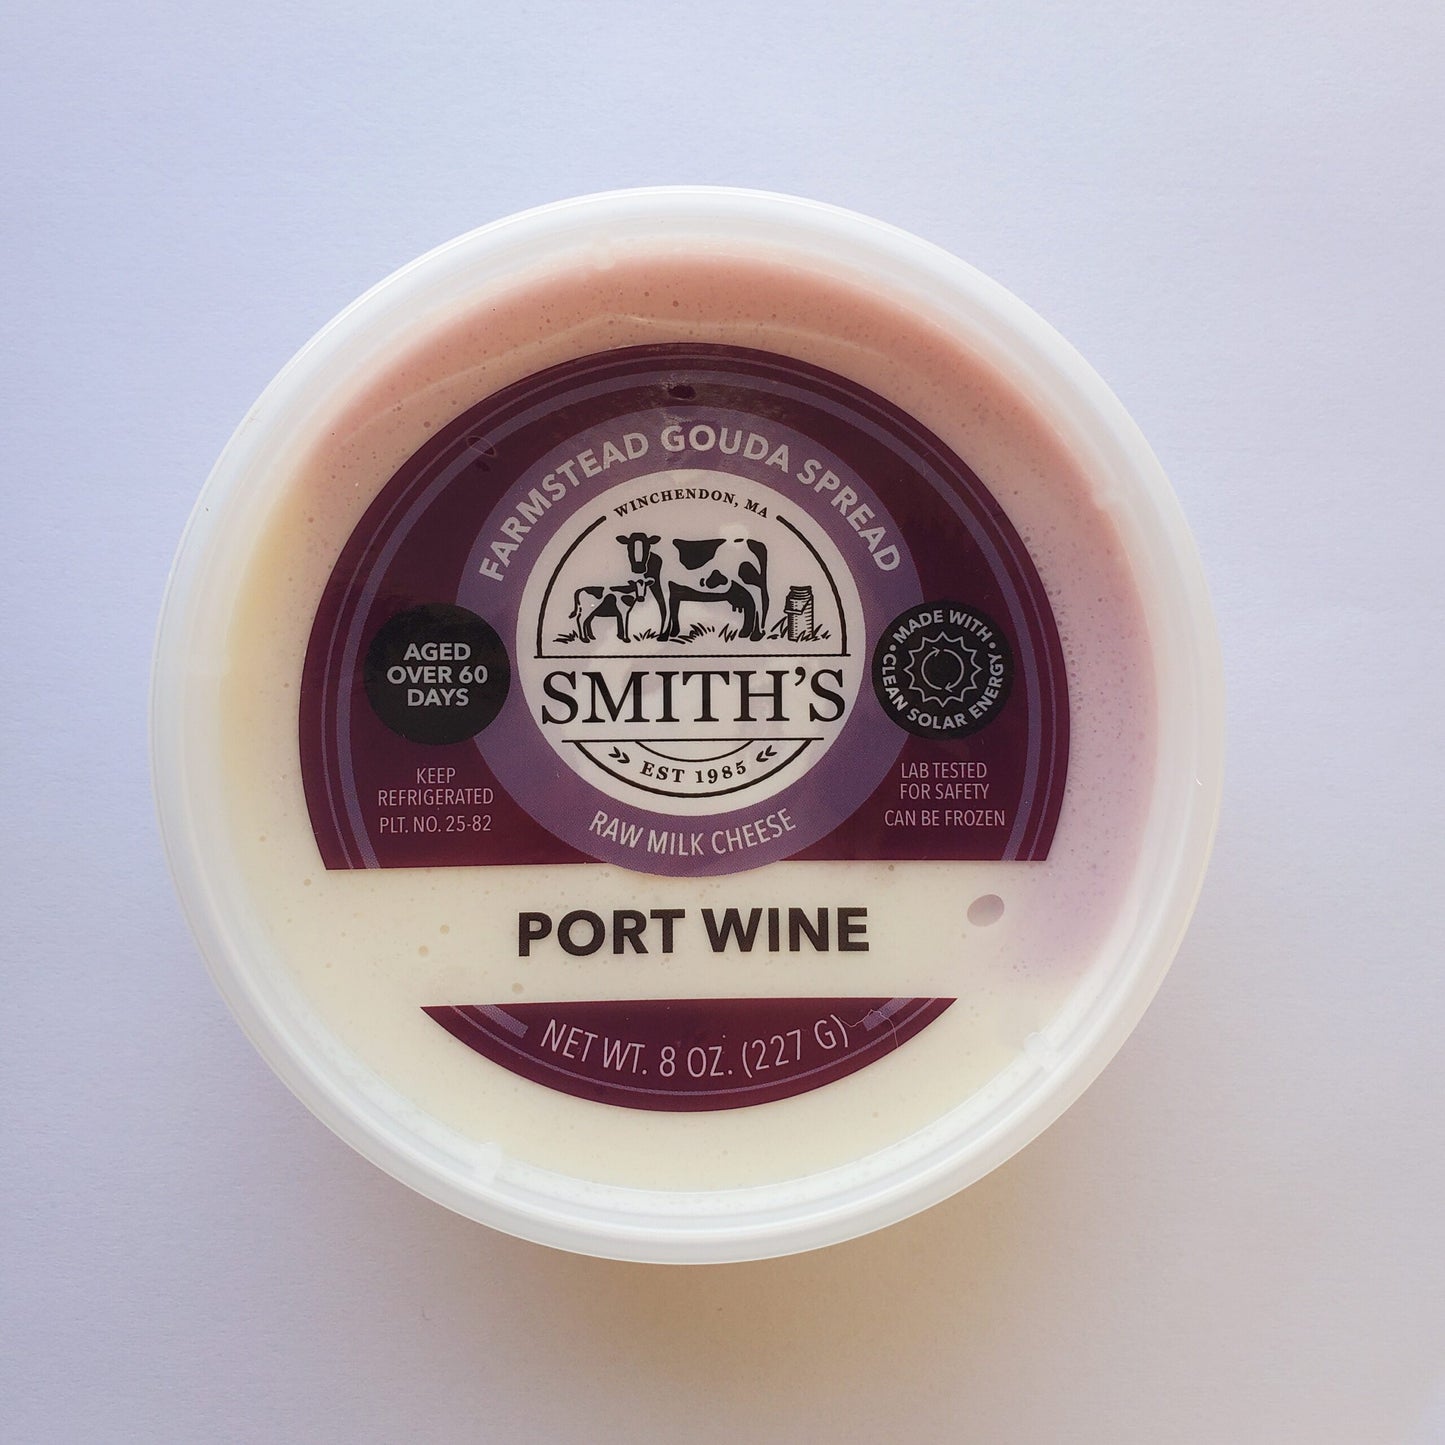 FARMSTEAD GOUDA SPREAD
WINCHENDON, MA
SMITH'S
EST 1985
RAW MILK CHEESE
AGED
OVER 60
DAYS
KEEP
REFRIGERATED
PLT. NO. 25-82
• MADE WITH •
CLEAN SOLAR ENERGY
LAB TESTED
FOR SAFETY
CAN BE FROZEN
PORT WINE
NET WT. 8 OZ. (227 G)